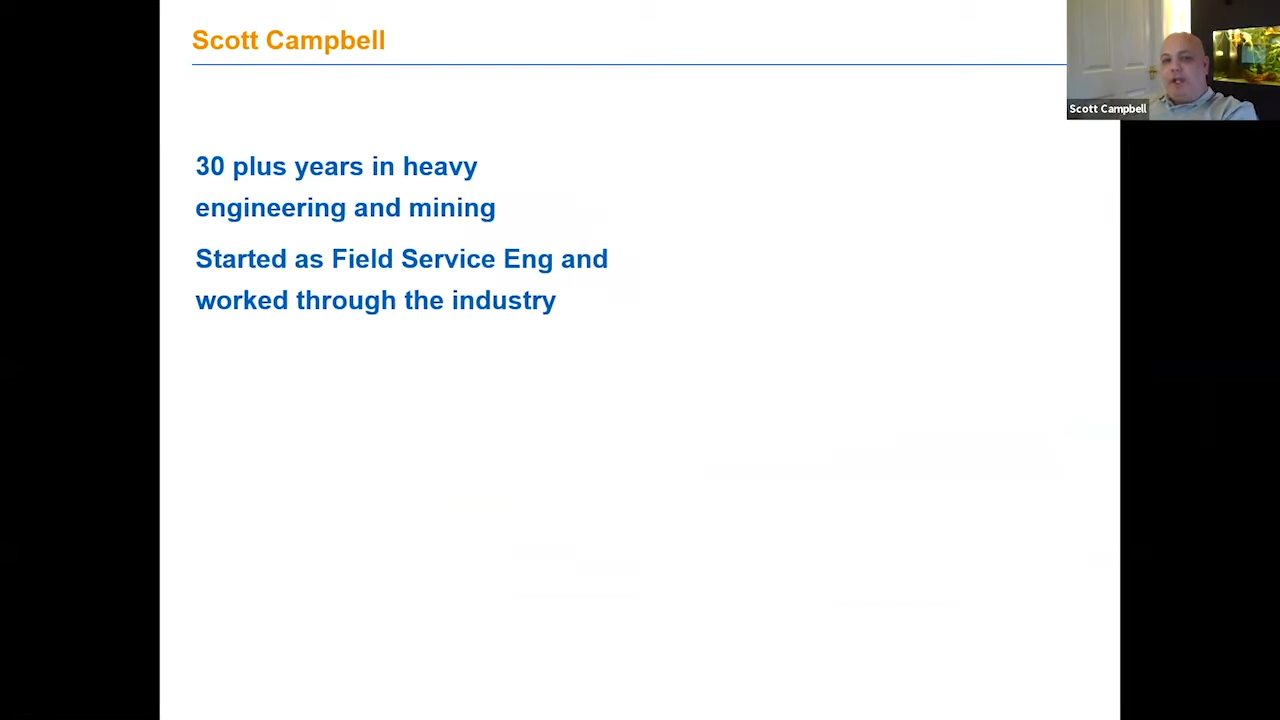 Scott Campbell
Scott Campbell
30 plus years in heavy
engineering and mining
Started as Field Service Eng and
worked through the industry